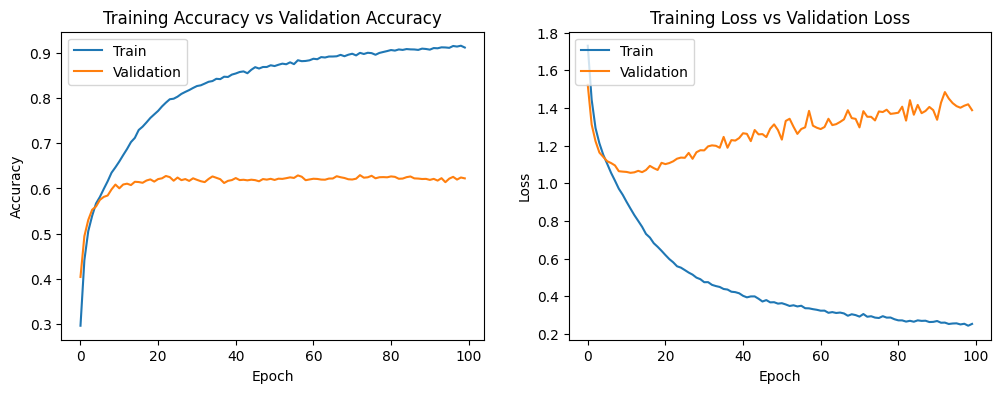 Training Accuracy vs Validation Accuracy
Train
Validation
0.9
0.8
0.7
0.6
0.5
0.4
0.3
Accuracy
0
20
40
60
80
100
Epoch
Training Loss vs Validation Loss
Train
Validation
1.8
1.6
1.4
1.2
1.0
0.8
0.6
0.4
0.2
Loss
0
20
40
60
80
100
Epoch